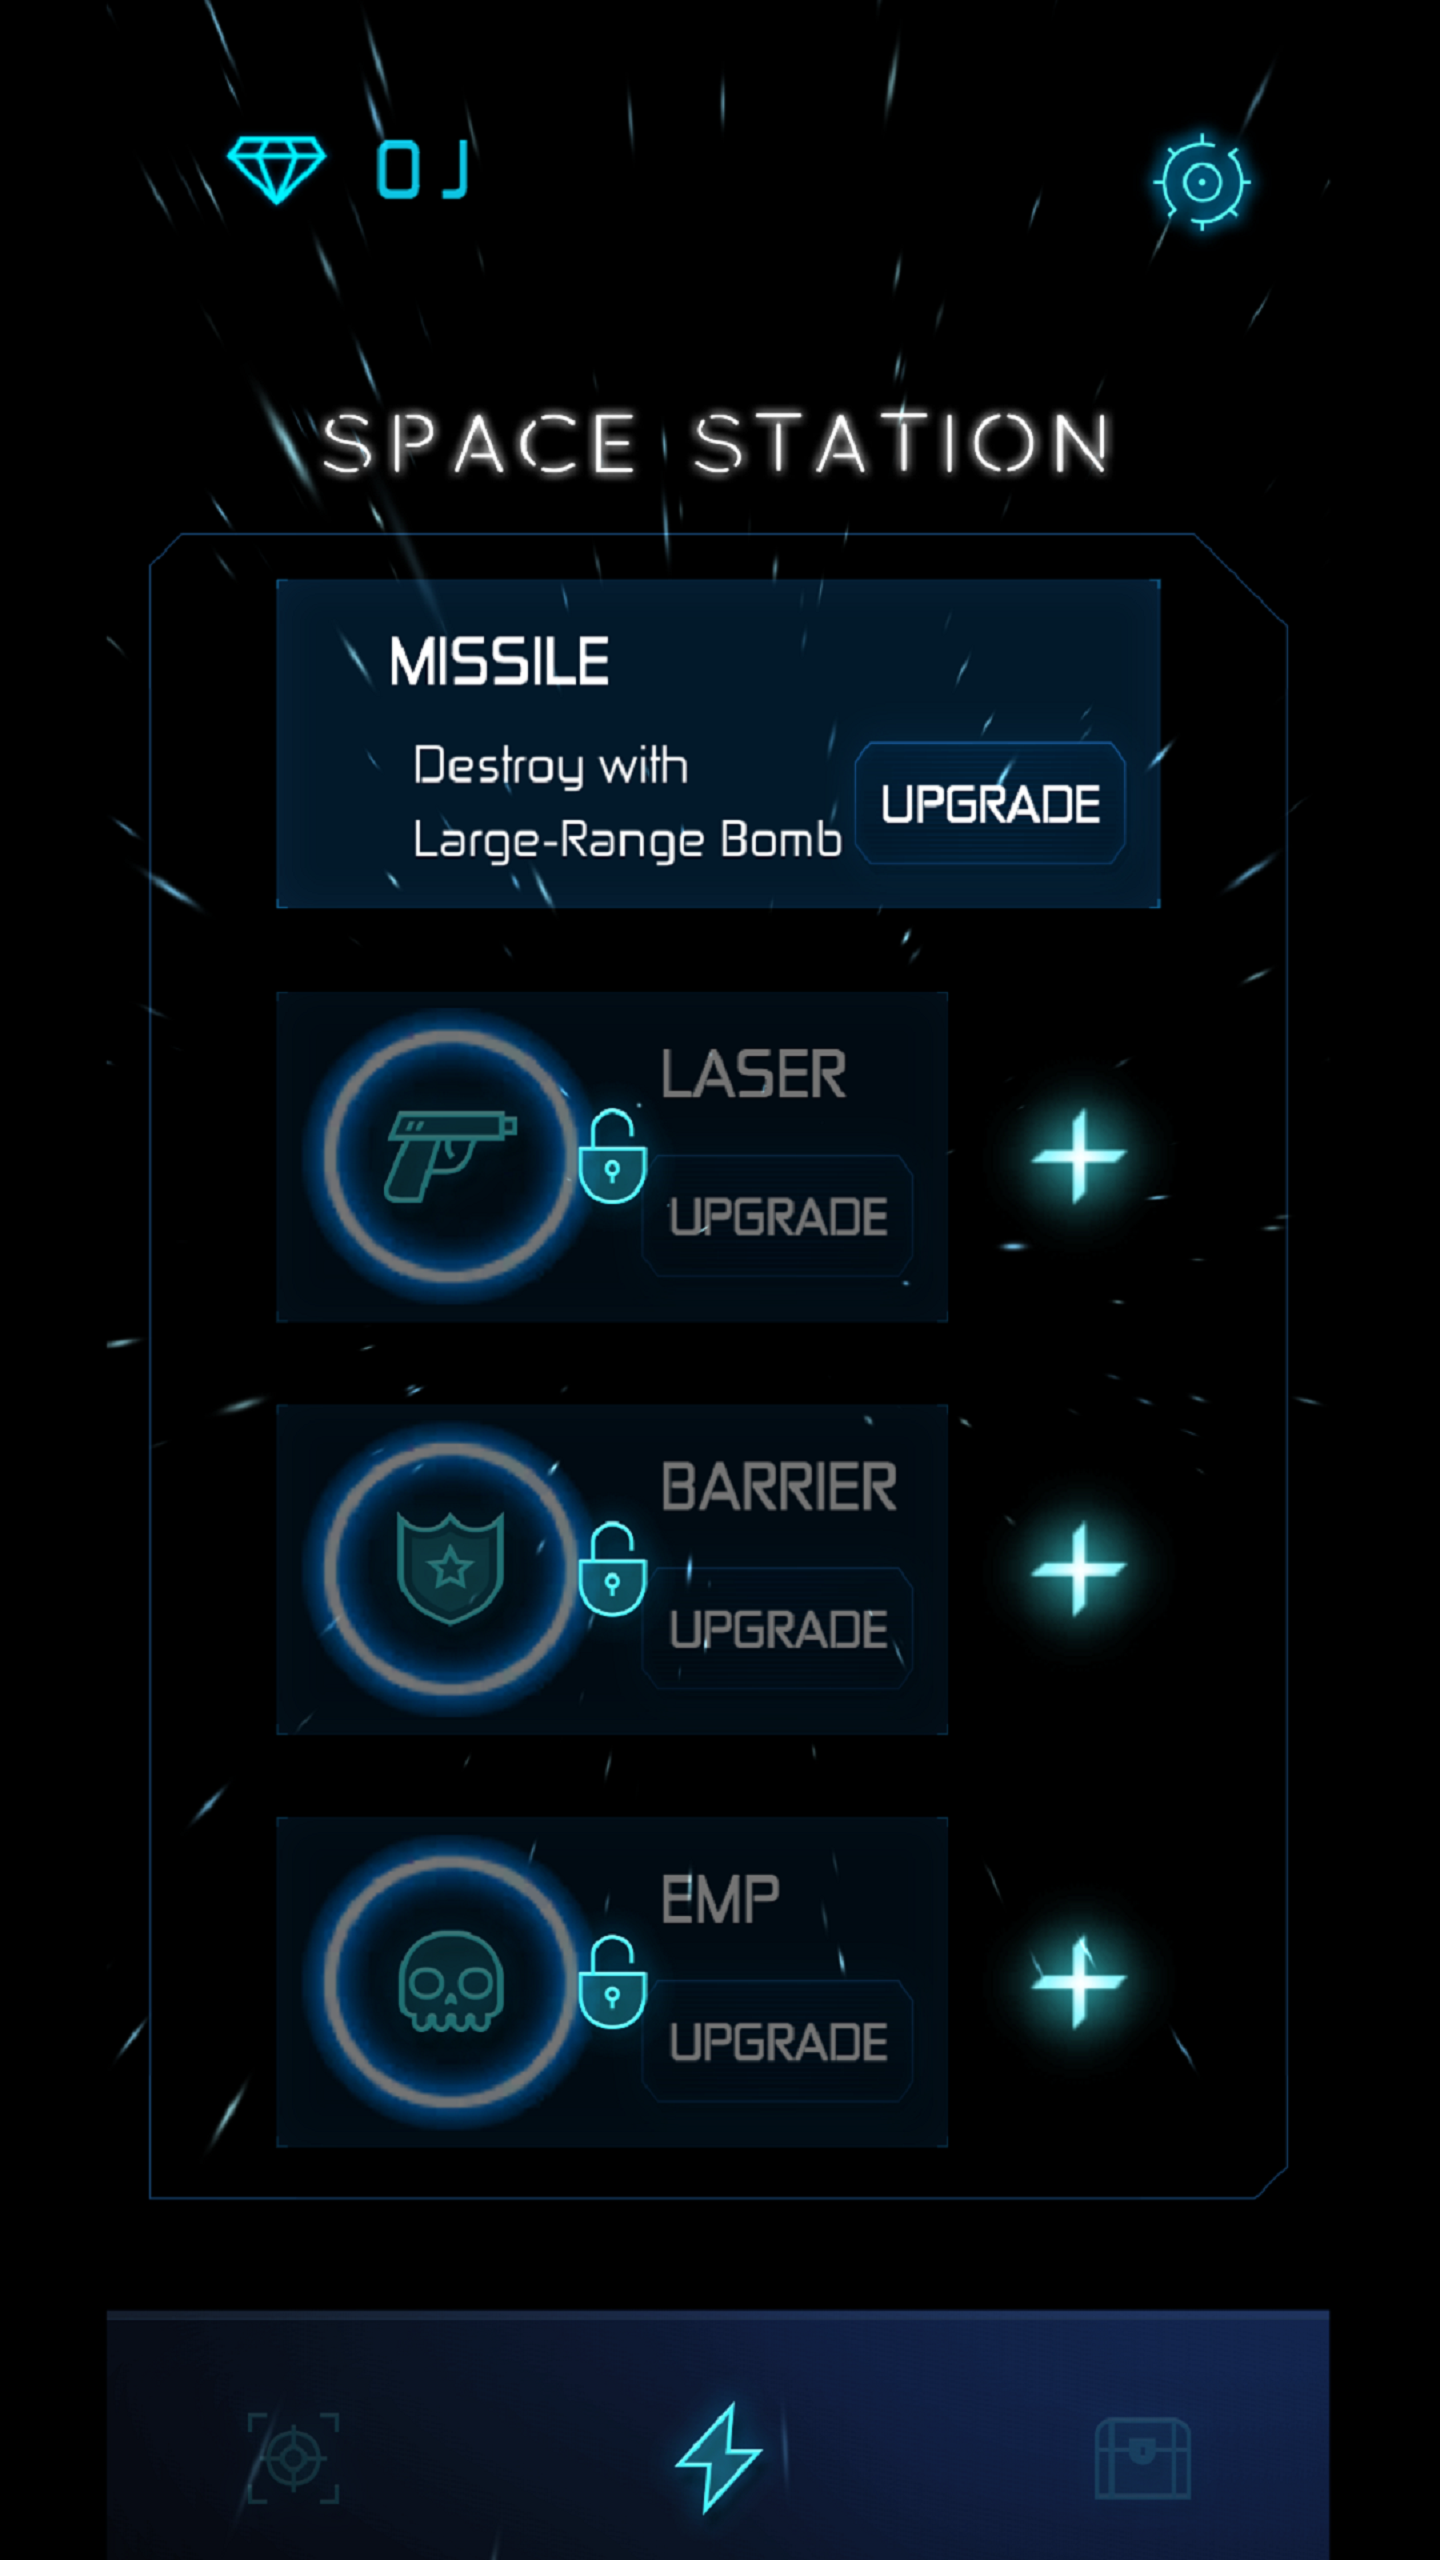 0J
SPACE STATION
MISSILE
Destroy with
Large-Range Bomb
UPGRADE
LASER
UPGRADE
BARRIER
UPGRADE
EMP
UPGRADE